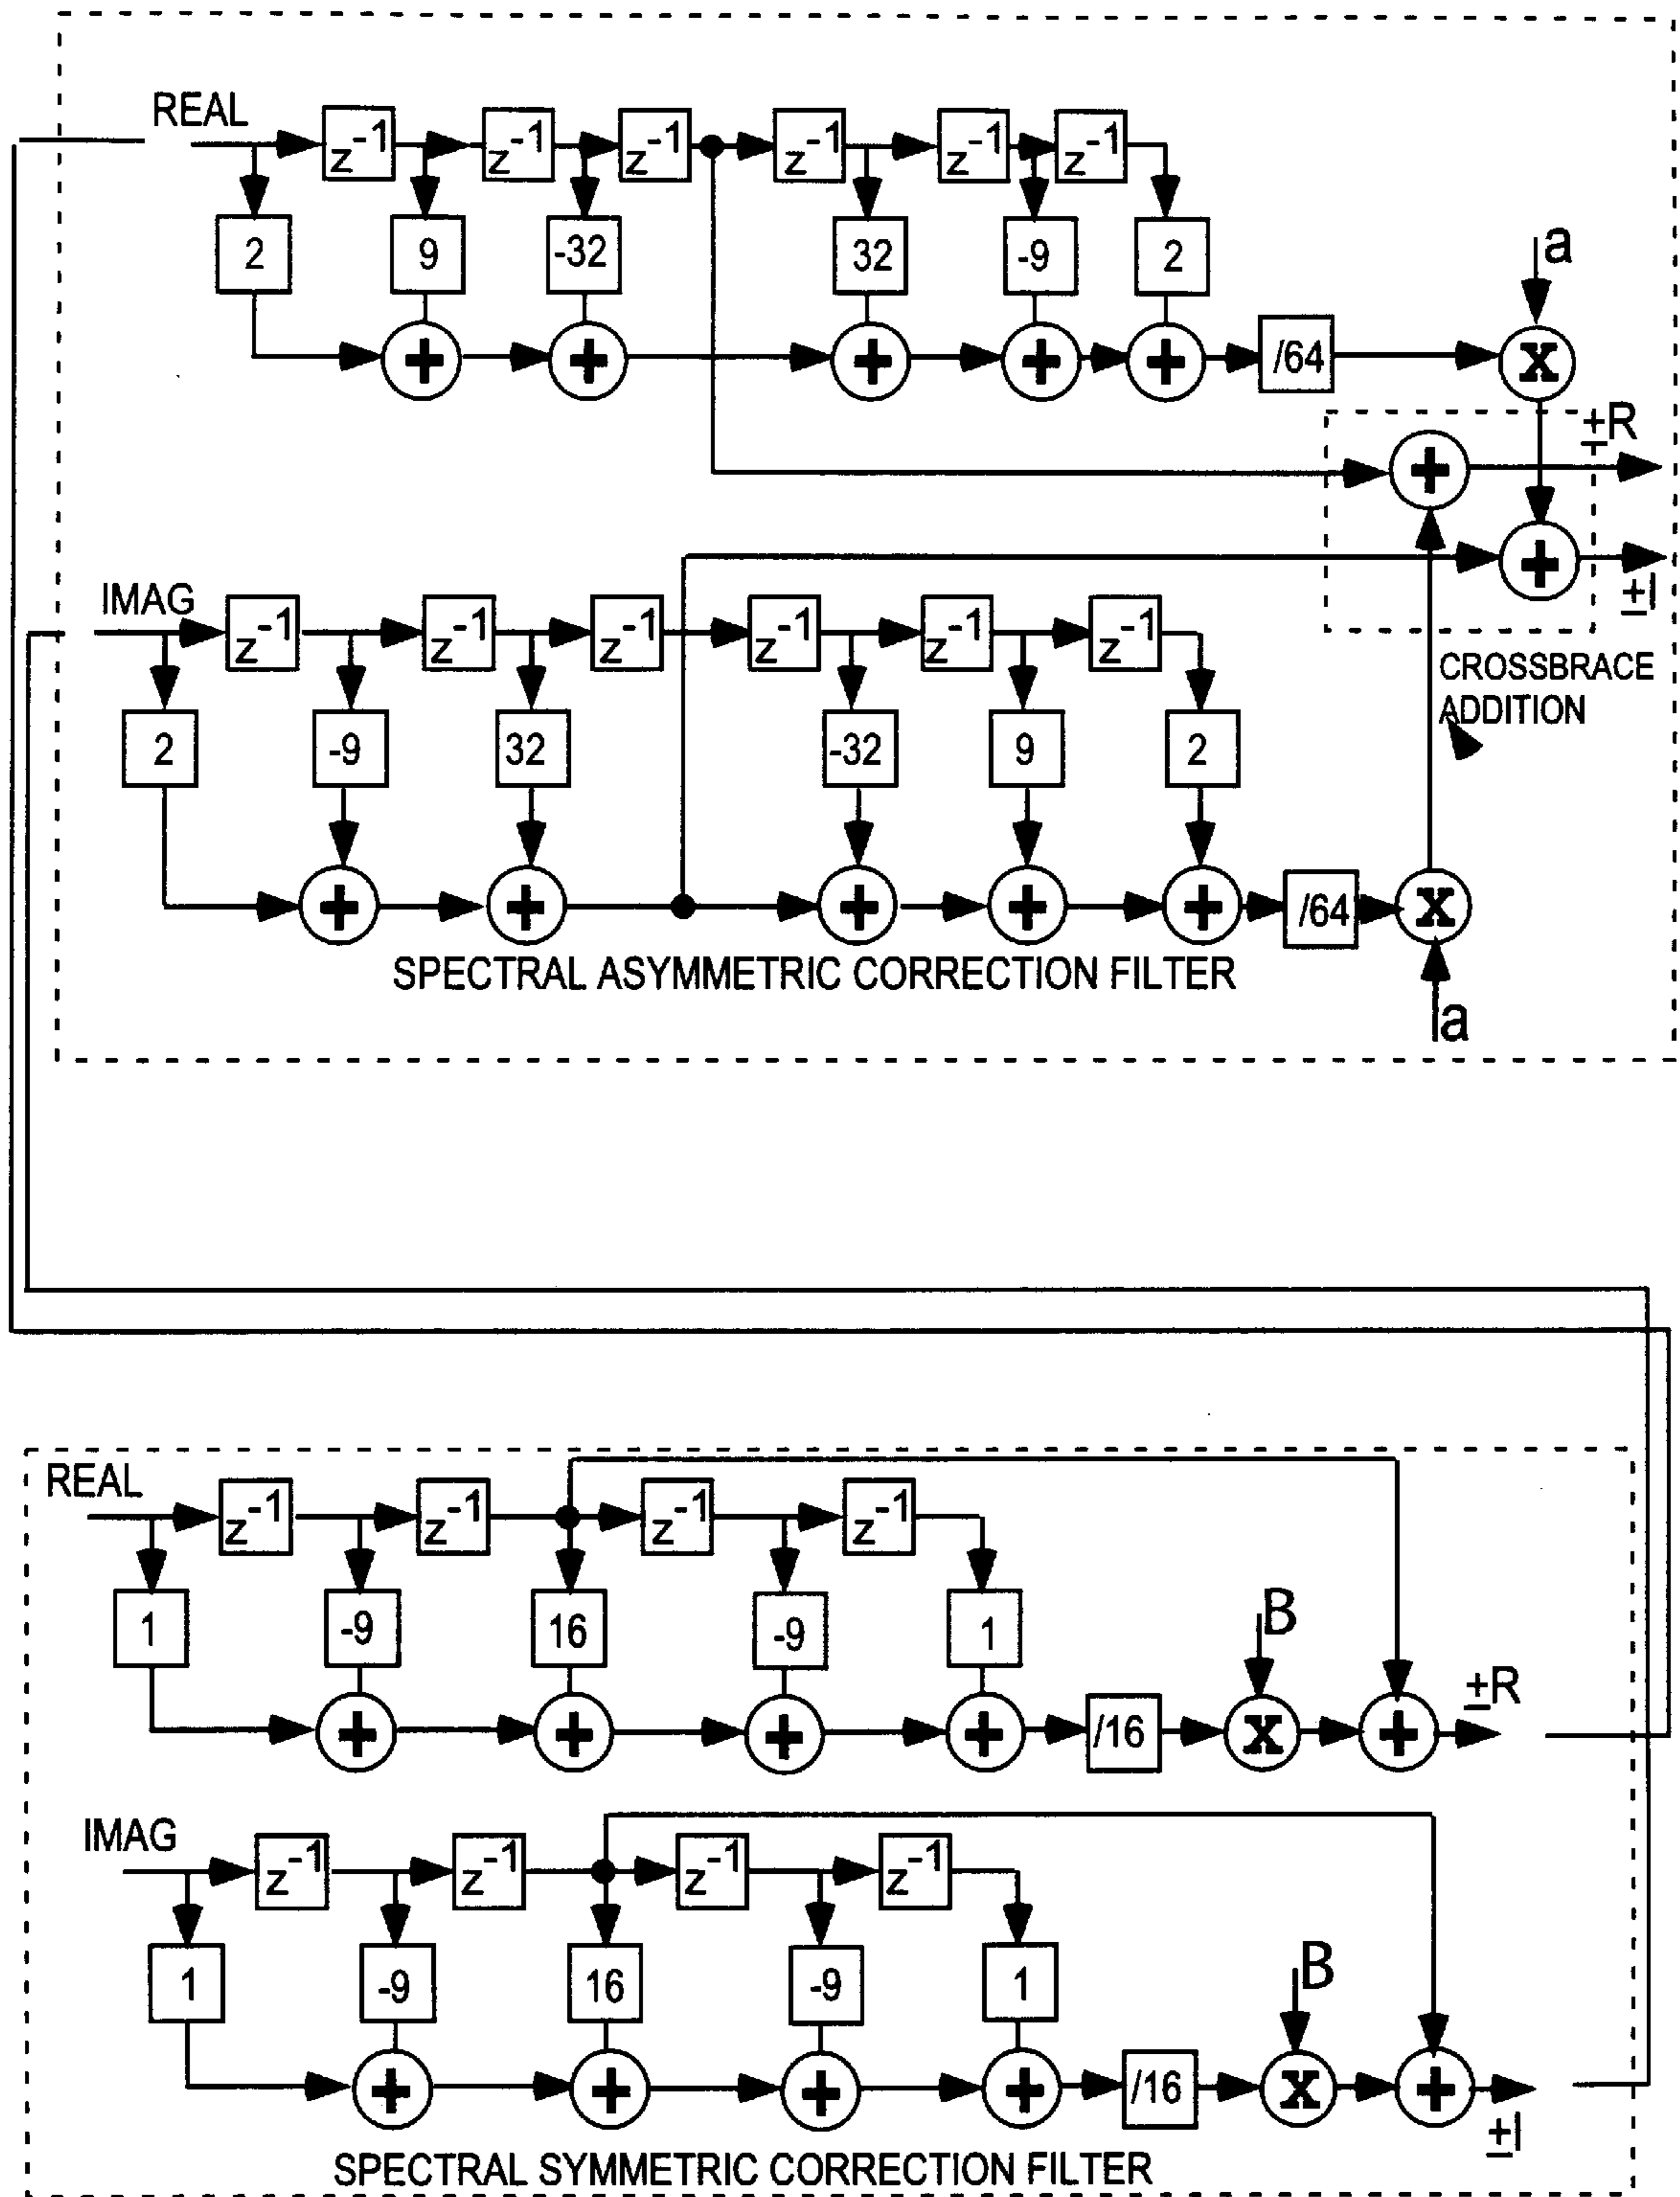 REAL
z-1 z-1 z-1 z-1 z-1 z-1
2 9 -32 32 -9 2
a
+ + + + + + /64 X
±R
+
+
±I
IMAG
z-1 z-1 z-1 z-1 z-1 z-1
CROSSBRACE
ADDITION
2 -9 32 -32 9 2
+ + + + + /64 X
SPECTRAL ASYMMETRIC CORRECTION FILTER
a
REAL
z-1 z-1 z-1 z-1
1 -9 16 -9 1
B
±R
+ + + + /16 X +
IMAG
z-1 z-1 z-1 z-1
1 -9 16 -9 1
B
+ + + + /16 X +
±I
SPECTRAL SYMMETRIC CORRECTION FILTER